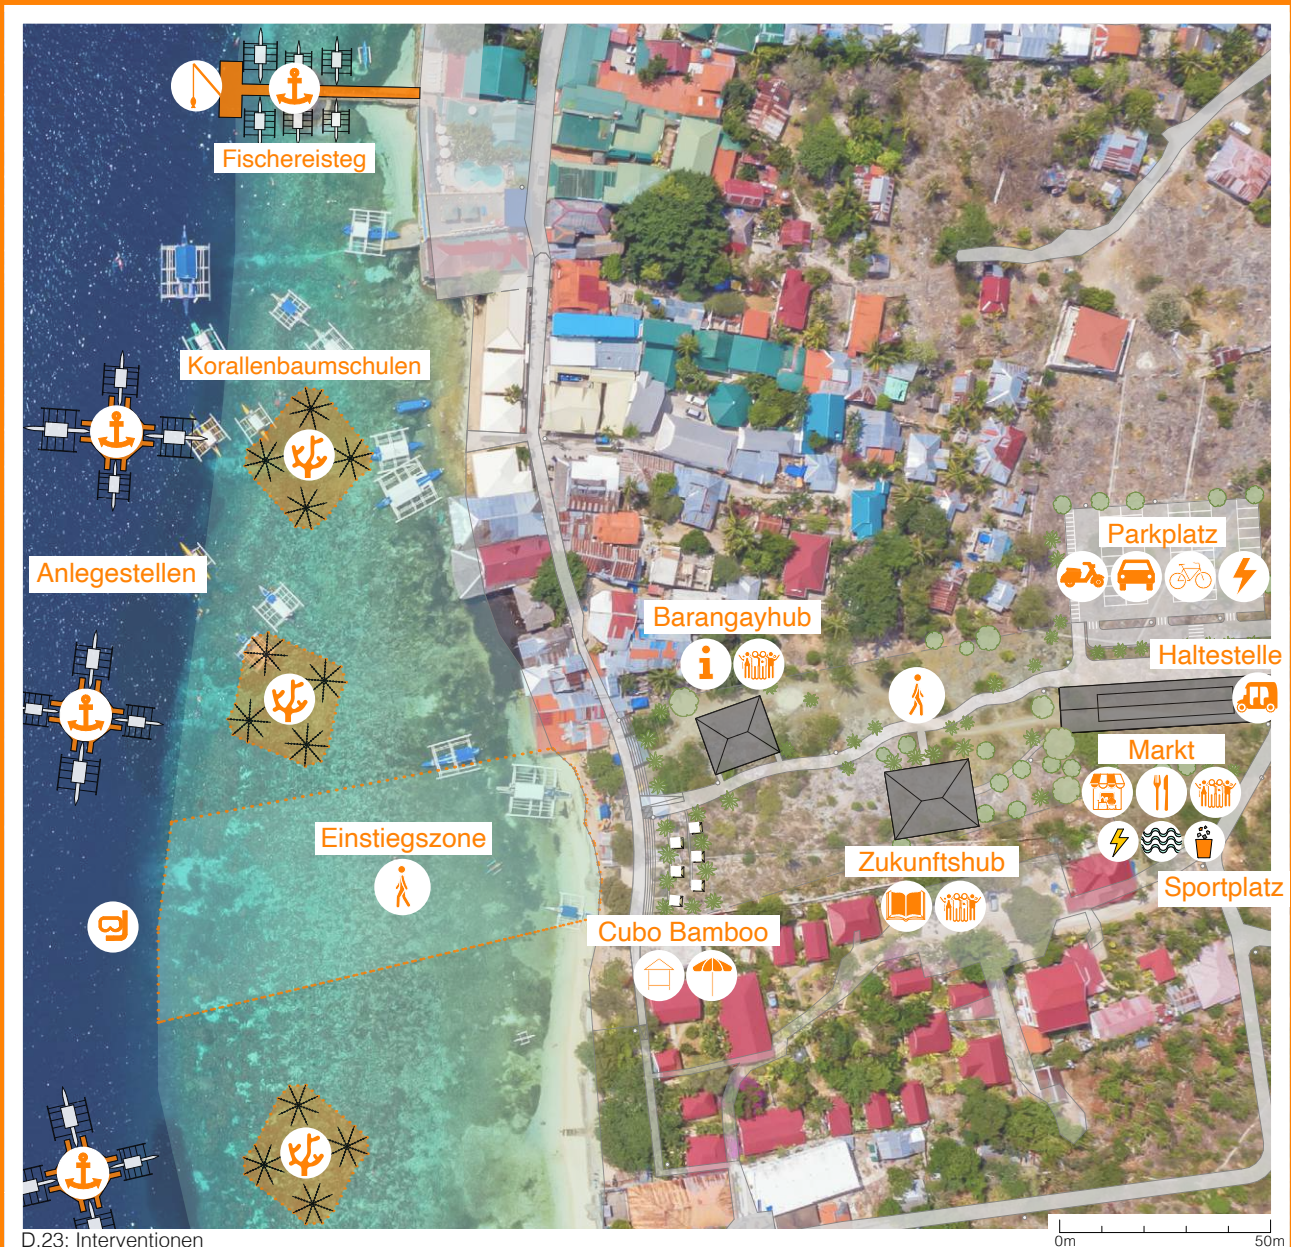 Fischereisteg
Korallenbaumschulen
Parkplatz
Anlegestellen
Barangayhub
Haltestelle
Markt
Einstiegszone
Zukunftshub
Sportplatz
Cubo Bamboo
D.23: Interventionen
0m 50m